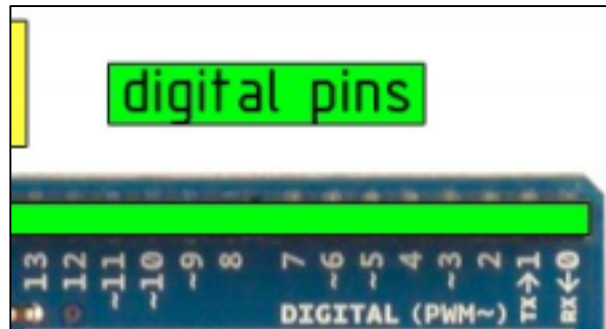 digital pins
13 12 ~11 ~10 ~9 8 7 ~6 ~5 4 ~3 2 TX→1 RX←0
DIGITAL (PWM~)